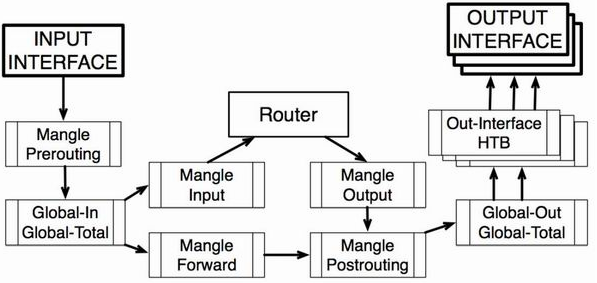 INPUT
INTERFACE
OUTPUT
INTERFACE
Router
Mangle
Prerouting
Mangle
Input
Mangle
Output
Out-Interface
HTB
Global-In
Global-Total
Mangle
Forward
Mangle
Postrouting
Global-Out
Global-Total